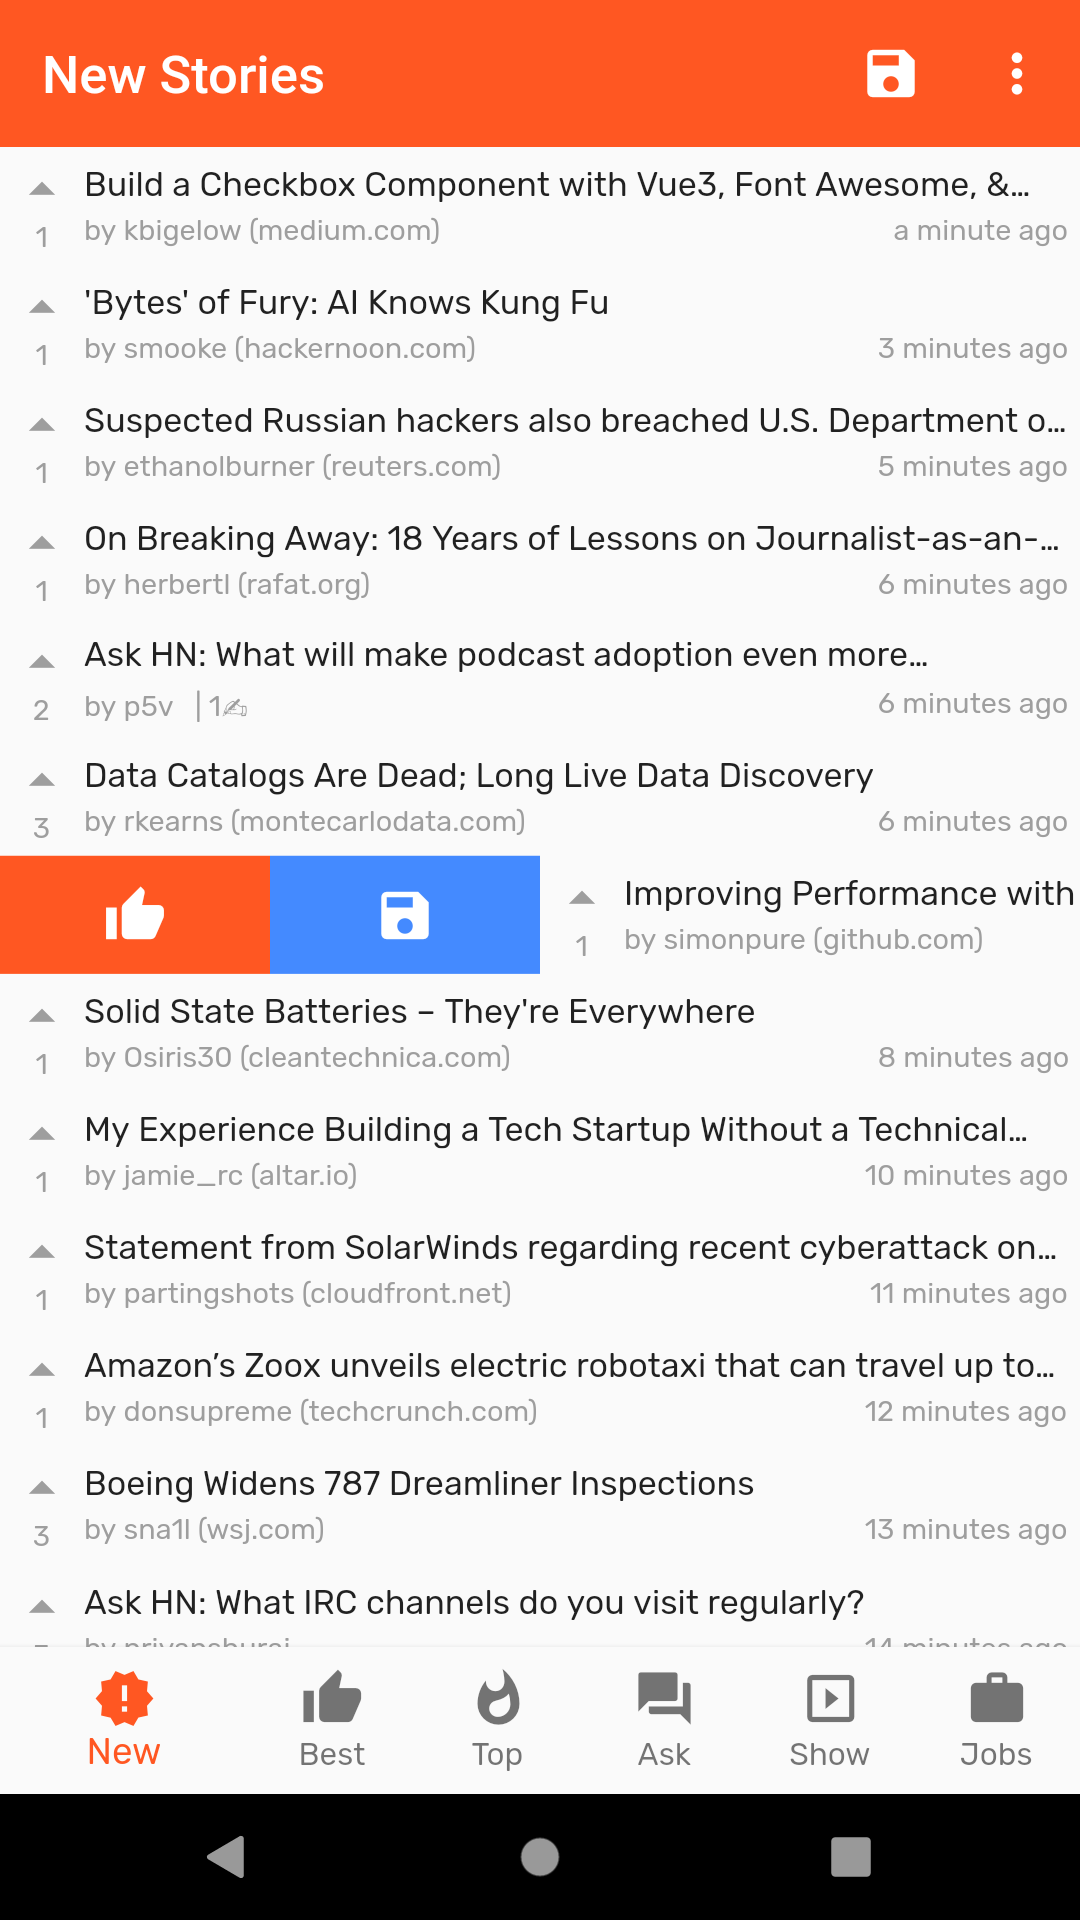 New Stories
Build a Checkbox Component with Vue3, Font Awesome, &…
1 by kbigelow (medium.com) a minute ago
'Bytes' of Fury: AI Knows Kung Fu
1 by smooke (hackernoon.com) 3 minutes ago
Suspected Russian hackers also breached U.S. Department o…
1 by ethanolburner (reuters.com) 5 minutes ago
On Breaking Away: 18 Years of Lessons on Journalist-as-an-…
1 by herbertl (rafat.org) 6 minutes ago
Ask HN: What will make podcast adoption even more…
2 by p5v | 1✍ 6 minutes ago
Data Catalogs Are Dead; Long Live Data Discovery
3 by rkearns (montecarlodata.com) 6 minutes ago
Improving Performance with
1 by simonpure (github.com)
Solid State Batteries – They're Everywhere
1 by Osiris30 (cleantechnica.com) 8 minutes ago
My Experience Building a Tech Startup Without a Technical…
1 by jamie_rc (altar.io) 10 minutes ago
Statement from SolarWinds regarding recent cyberattack on…
1 by partingshots (cloudfront.net) 11 minutes ago
Amazon’s Zoox unveils electric robotaxi that can travel up to…
1 by donsupreme (techcrunch.com) 12 minutes ago
Boeing Widens 787 Dreamliner Inspections
3 by sna1l (wsj.com) 13 minutes ago
Ask HN: What IRC channels do you visit regularly?
by priyanshuraj 14 minutes ago
New Best Top Ask Show Jobs